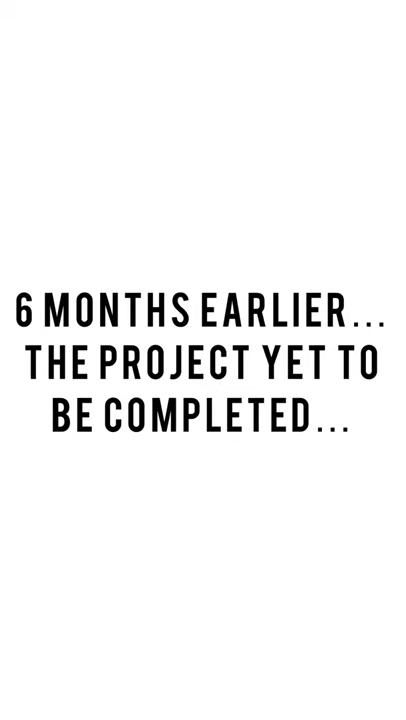 6 MONTHS EARLIER...
THE PROJECT YET TO
BE COMPLETED...